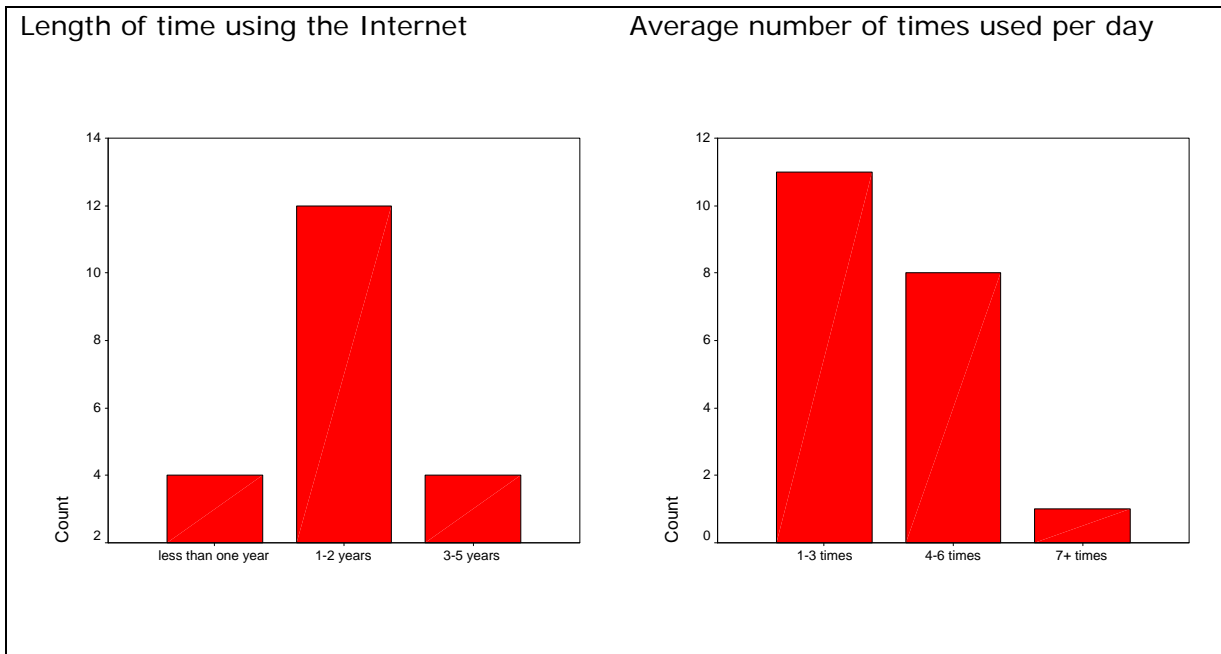 Length of time using the Internet
Average number of times used per day
14
12
10
8
6
4
2
Count
less than one year
1-2 years
3-5 years
12
10
8
6
4
2
0
Count
1-3 times
4-6 times
7+ times